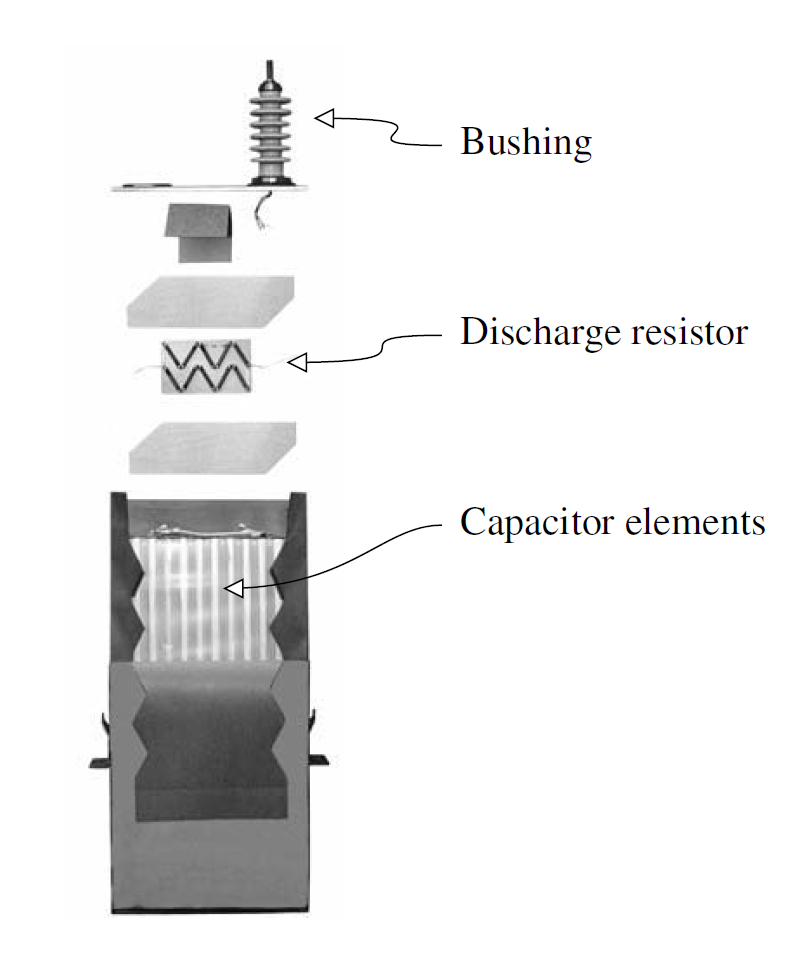 Bushing
Discharge resistor
Capacitor elements